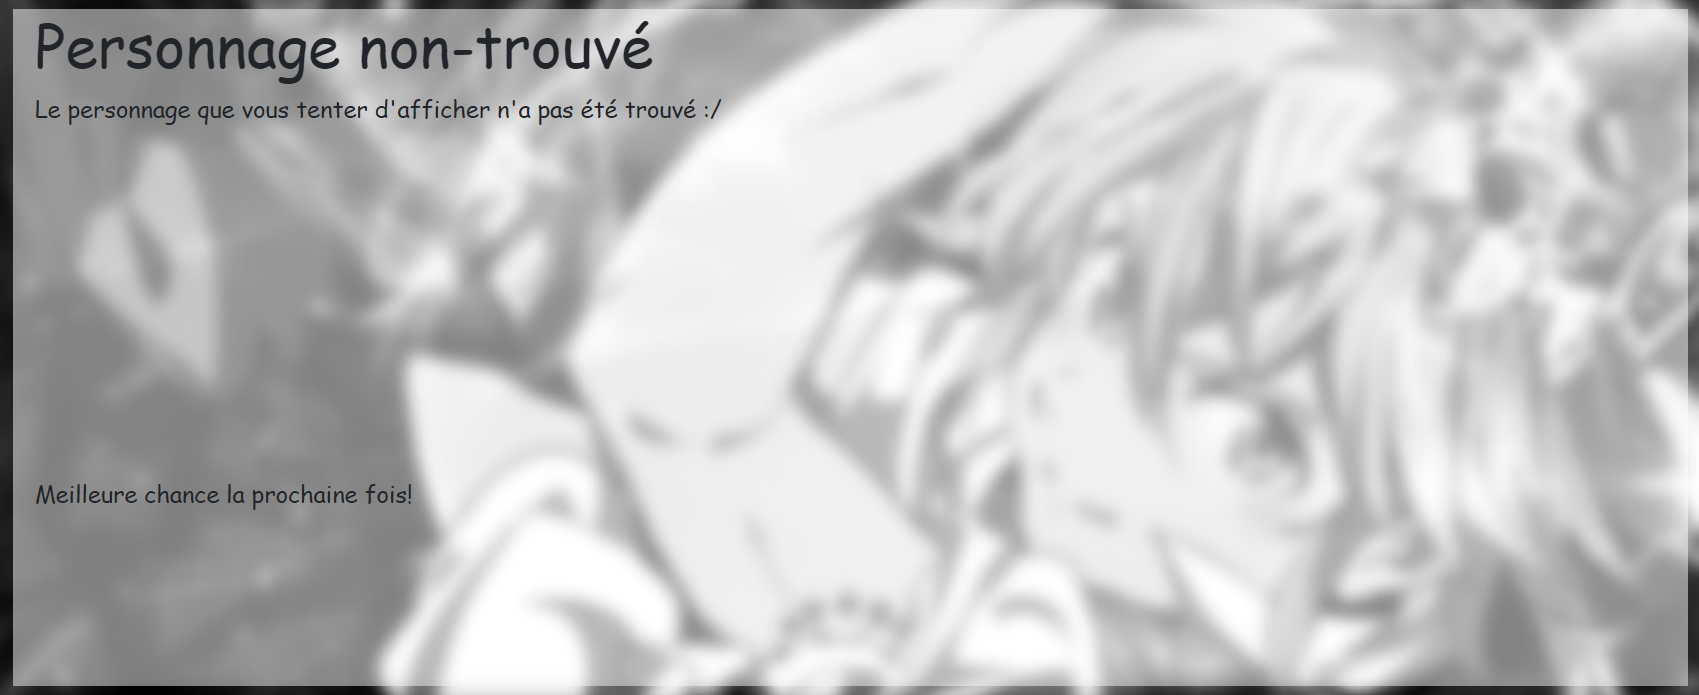 Personnage non-trouvé
Le personnage que vous tenter d'afficher n'a pas été trouvé :/
Meilleure chance la prochaine fois!